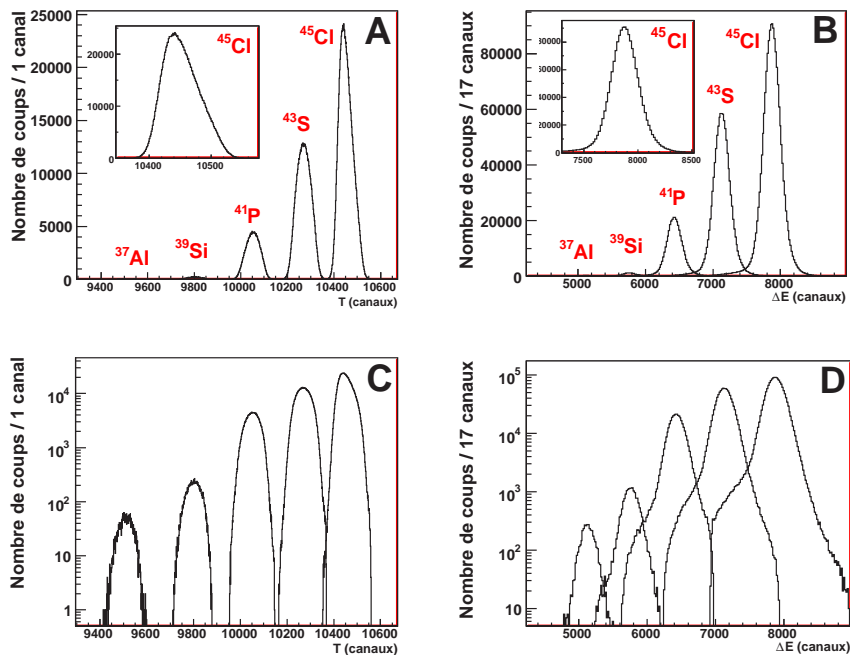 Nombre de coups / 1 canal
25000
20000
15000
10000
5000
0
9400 9600 9800 10000 10200 10400 10600
T (canaux)
A
³⁷Al
³⁹Si
⁴¹P
⁴³S
⁴⁵Cl
20000
10000
0
10400 10500
⁴⁵Cl
Nombre de coups / 17 canaux
80000
60000
40000
20000
0
5000 6000 7000 8000
ΔE (canaux)
B
³⁷Al
³⁹Si
⁴¹P
⁴³S
⁴⁵Cl
80000
60000
40000
20000
0
7500 8000 8500
⁴⁵Cl
Nombre de coups / 1 canal
10⁴
10³
10²
10
1
9400 9600 9800 10000 10200 10400 10600
T (canaux)
C
Nombre de coups / 17 canaux
10⁵
10⁴
10³
10²
10
5000 6000 7000 8000
ΔE (canaux)
D